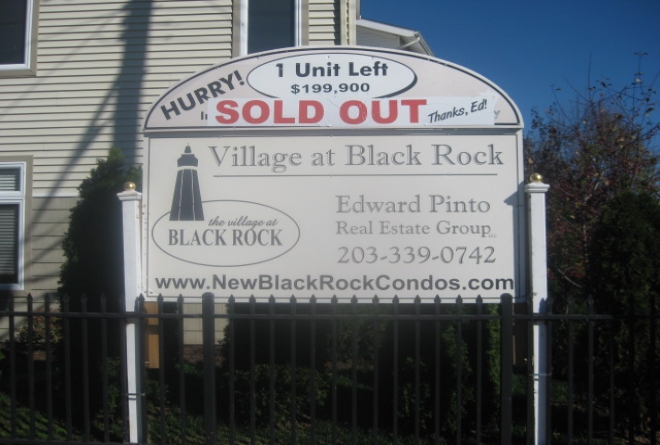 HURRY!
1 Unit Left
$199,900
SOLD OUT Thanks, Ed!
Village at Black Rock
the village at
BLACK ROCK
Edward Pinto
Real Estate Group LLC
203-339-0742
www.NewBlackRockCondos.com